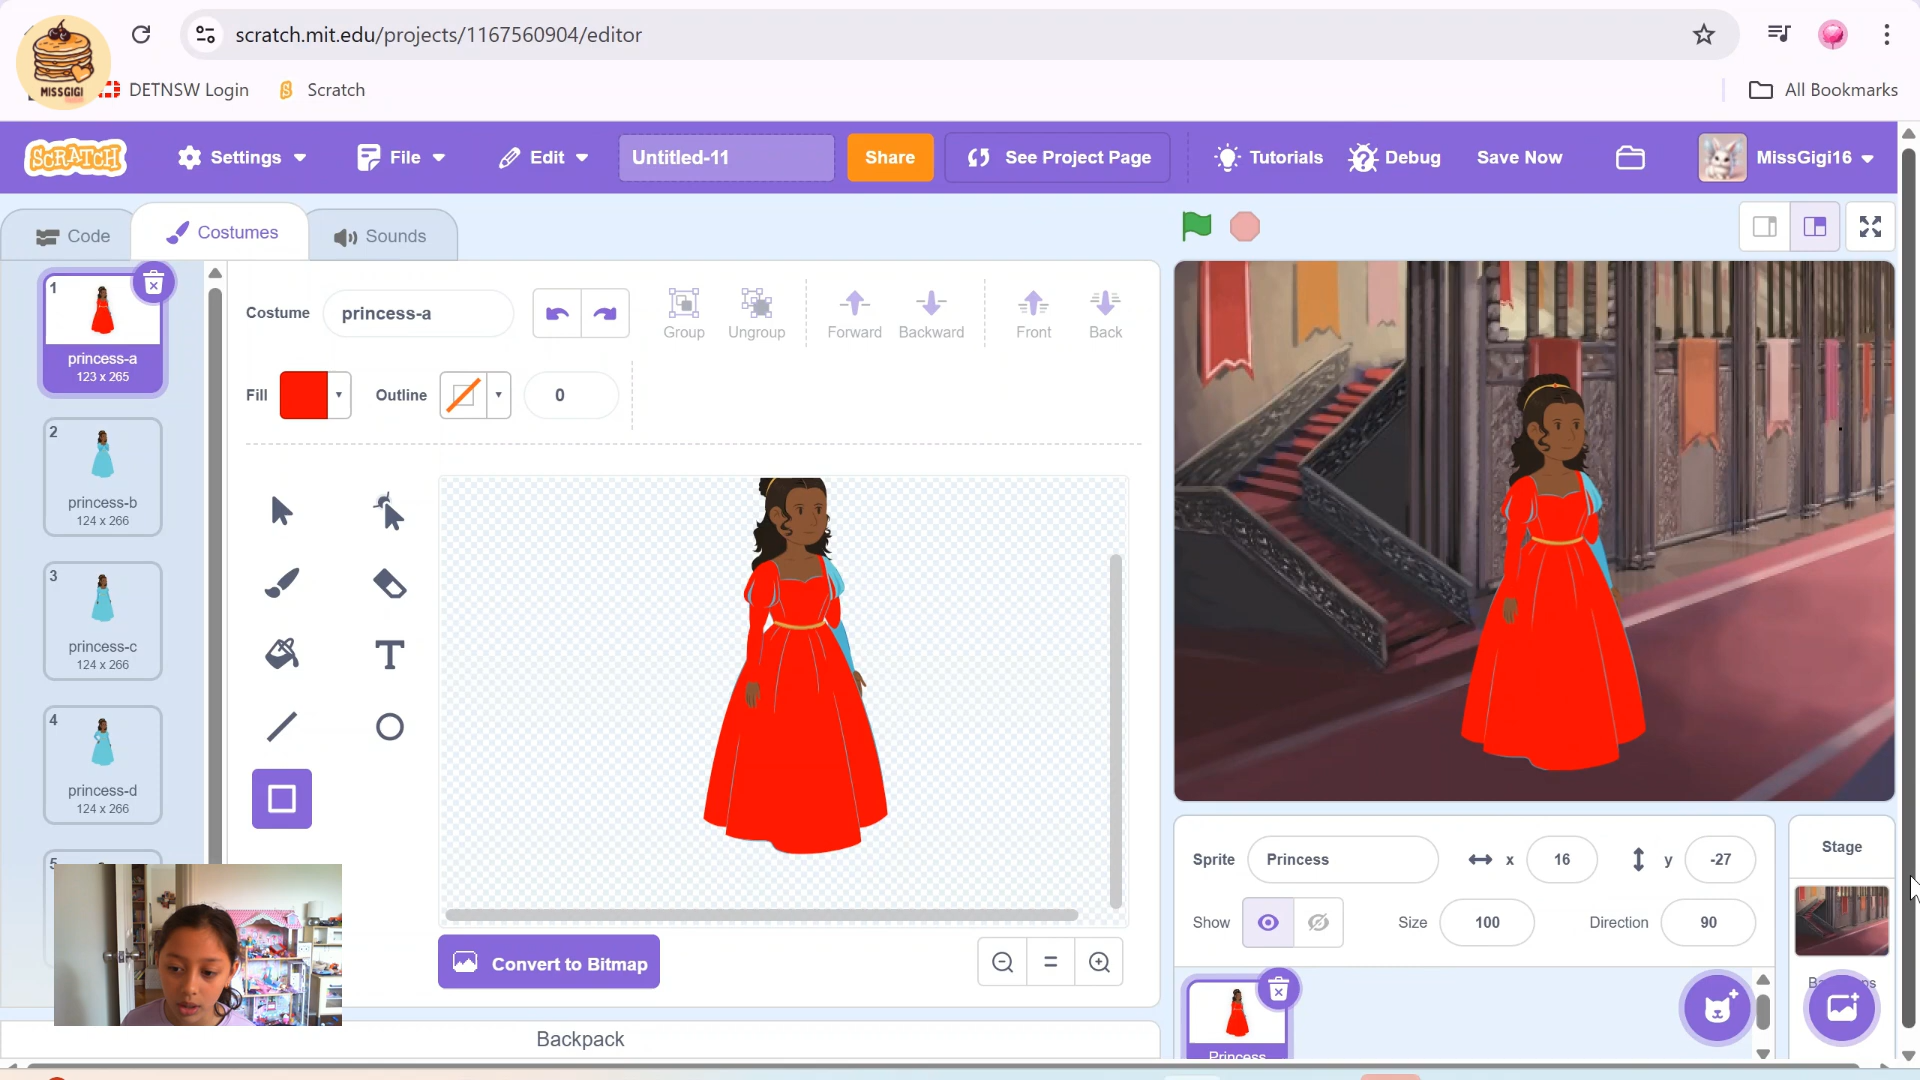 scratch.mit.edu/projects/1167560904/editor
MISSGIGI
DETNSW Login
Scratch
All Bookmarks
SCRATCH
Settings
File
Edit
Untitled-11
Share
See Project Page
Tutorials
Debug
Save Now
MissGigi16
Code
Costumes
Sounds
1
princess-a
123 x 265
2
princess-b
124 x 266
3
princess-c
124 x 266
4
princess-d
124 x 266
5
Costume
princess-a
Group
Ungroup
Forward
Backward
Front
Back
Fill
Outline
0
T
Convert to Bitmap
Backpack
Sprite
Princess
x
16
y
-27
Show
Size
100
Direction
90
Princess
Stage